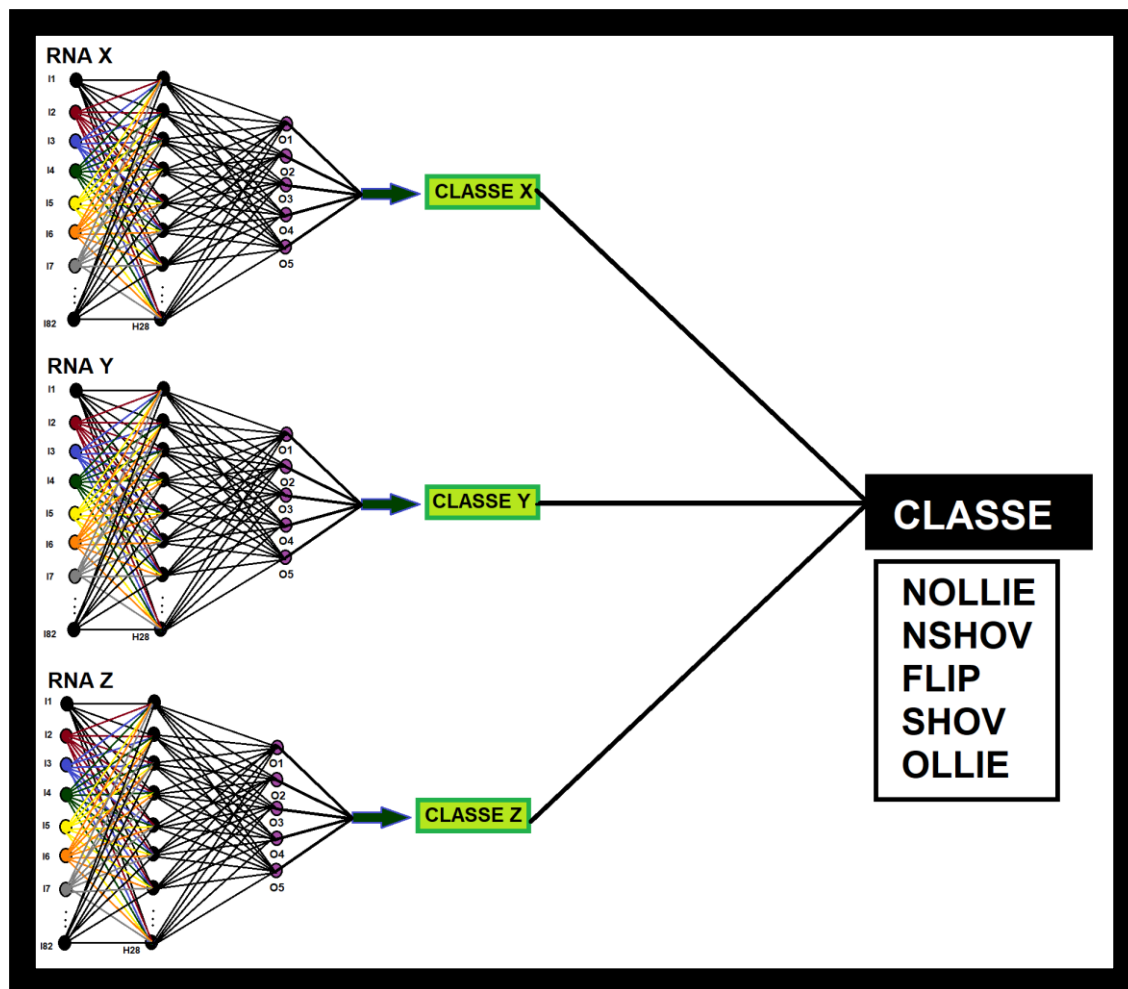 RNA X
I1
I2
I3
I4
I5
I6
I7
I82
H28
O1
O2
O3
O4
O5
CLASSE X
RNA Y
I1
I2
I3
I4
I5
I6
I7
I82
H28
O1
O2
O3
O4
O5
CLASSE Y
RNA Z
I1
I2
I3
I4
I5
I6
I7
I82
H28
O1
O2
O3
O4
O5
CLASSE Z
CLASSE
NOLLIE
NSHOV
FLIP
SHOV
OLLIE